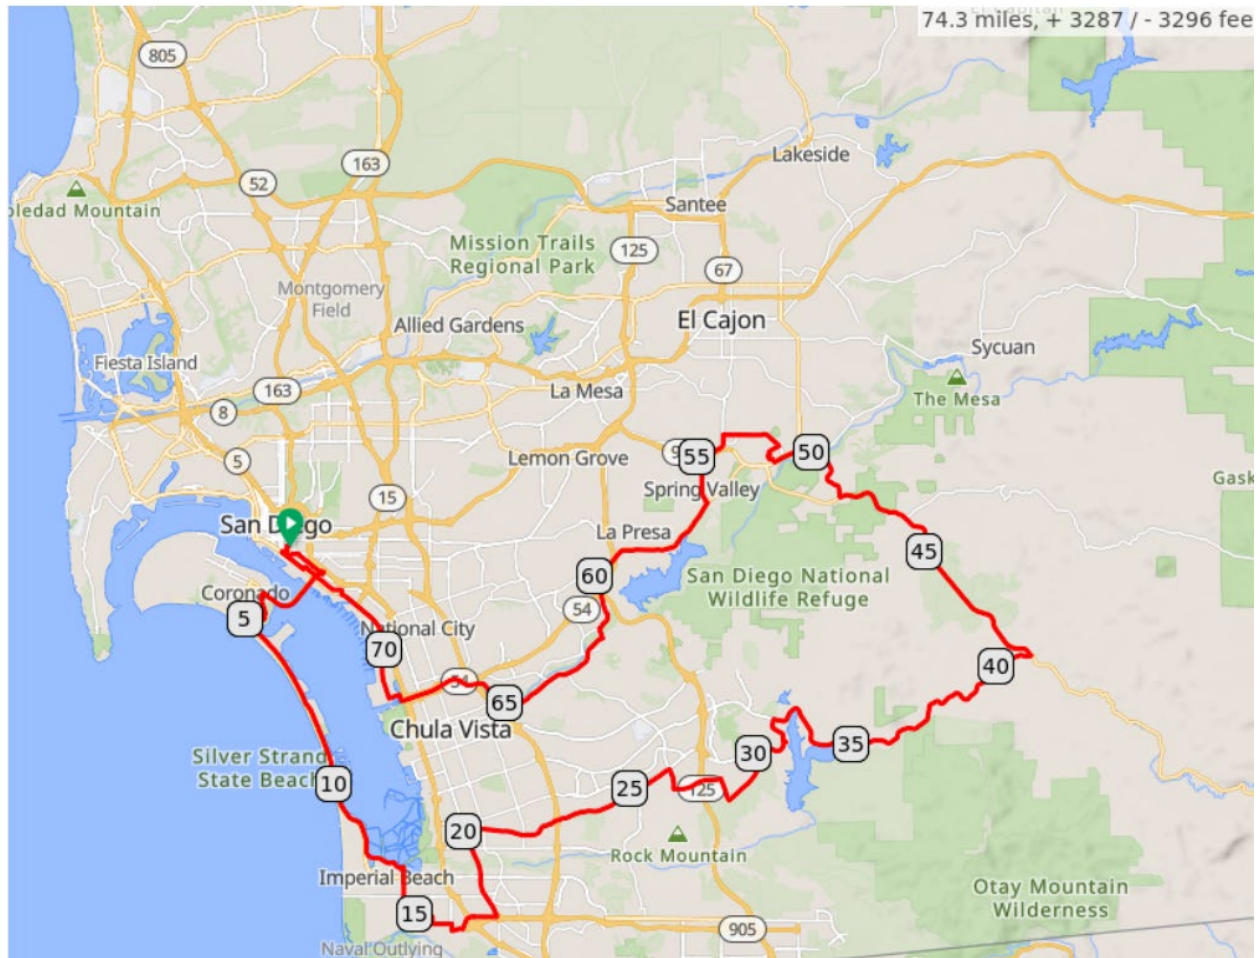 74.3 miles, + 3287 / - 3296 fee
805
Lakeside
163
52
Santee
oledad Mountain
125
Mission Trails
Regional Park
67
Montgomery
Field
El Cajon
Allied Gardens
Sycuan
Fiesta Island
163
La Mesa
The Mesa
8
50
55
Lemon Grove
5
Gask
15
Spring Valley
San Diego
La Presa
45
60
San Diego National
Wildlife Refuge
Coronado
54
5
National City
70
40
54
65
Chula Vista
35
30
Silver Strand
State Beach
10
25
125
20
Rock Mountain
Imperial Beach
Otay Mountain
Wilderness
15
905
Naval Outlying